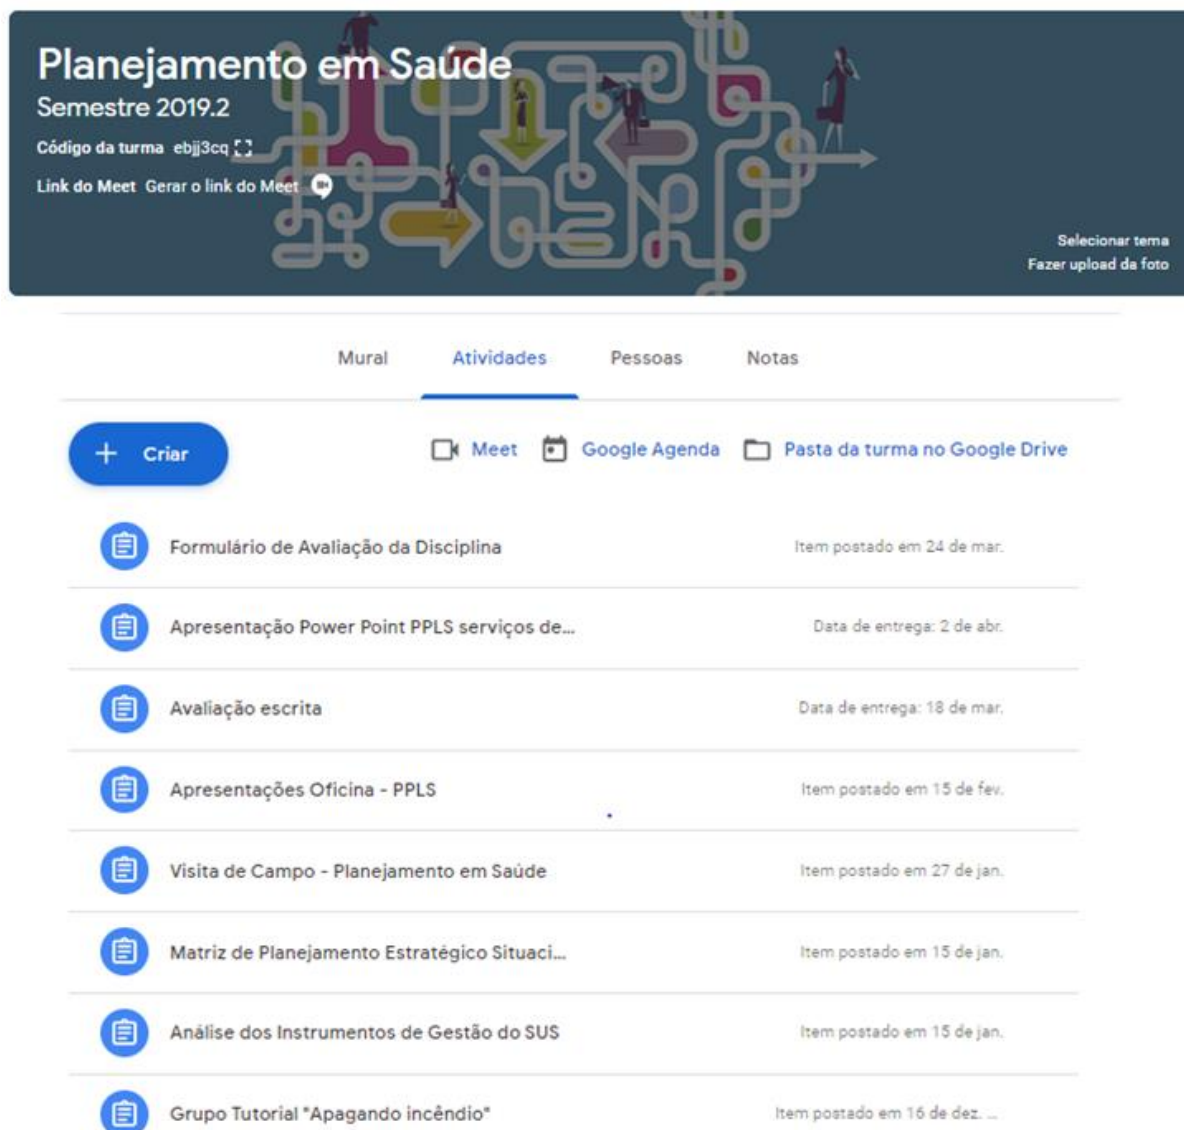 Planejamento em Saúde
Semestre 2019.2
Código da turma ebjj3cq
Link do Meet Gerar o link do Meet
Selecionar tema
Fazer upload da foto
Mural Atividades Pessoas Notas
+ Criar Meet Google Agenda Pasta da turma no Google Drive
Formulário de Avaliação da Disciplina Item postado em 24 de mar.
Apresentação Power Point PPLS serviços de... Data de entrega: 2 de abr.
Avaliação escrita Data de entrega: 18 de mar.
Apresentações Oficina - PPLS Item postado em 15 de fev.
Visita de Campo - Planejamento em Saúde Item postado em 27 de jan.
Matriz de Planejamento Estratégico Situaci... Item postado em 15 de jan.
Análise dos Instrumentos de Gestão do SUS Item postado em 15 de jan.
Grupo Tutorial "Apagando incêndio" Item postado em 16 de dez. ...